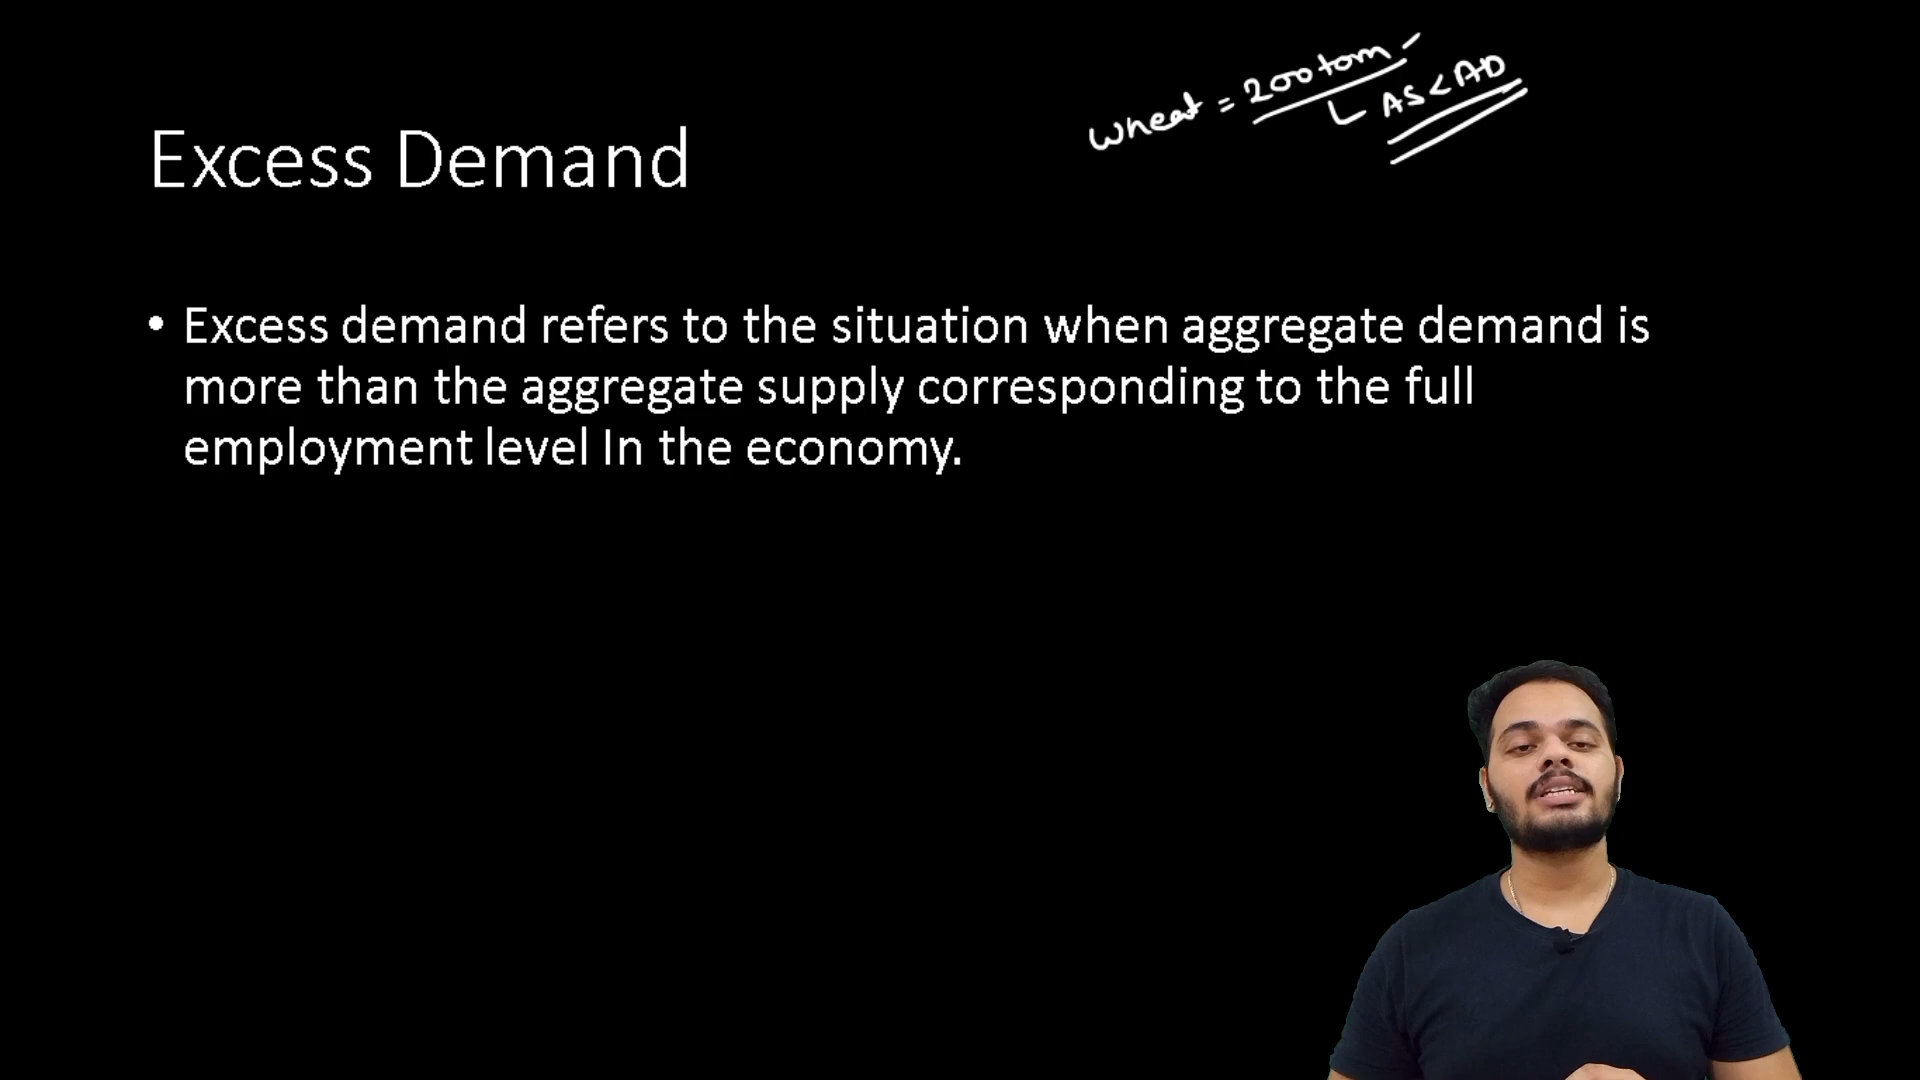 wheat = 200 tom -
AS < AD
Excess Demand
• Excess demand refers to the situation when aggregate demand is
more than the aggregate supply corresponding to the full
employment level In the economy.